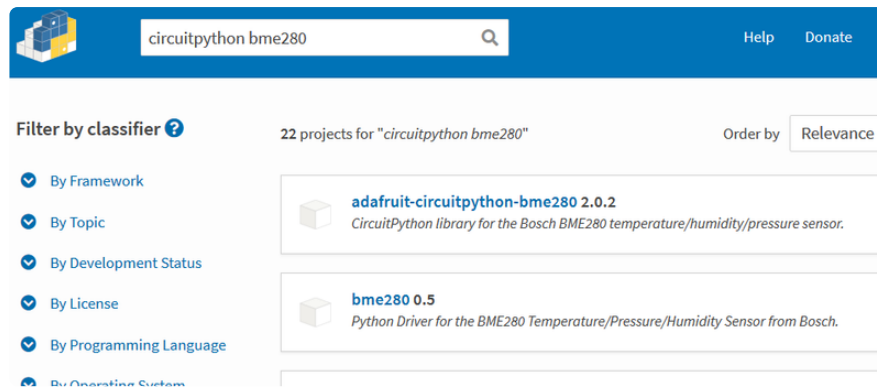 circuitpython bme280
Help Donate
Filter by classifier ?
22 projects for "circuitpython bme280"
Order by Relevance
By Framework
By Topic
By Development Status
By License
By Programming Language
By Operating System
adafruit-circuitpython-bme280 2.0.2
CircuitPython library for the Bosch BME280 temperature/humidity/pressure sensor.
bme280 0.5
Python Driver for the BME280 Temperature/Pressure/Humidity Sensor from Bosch.